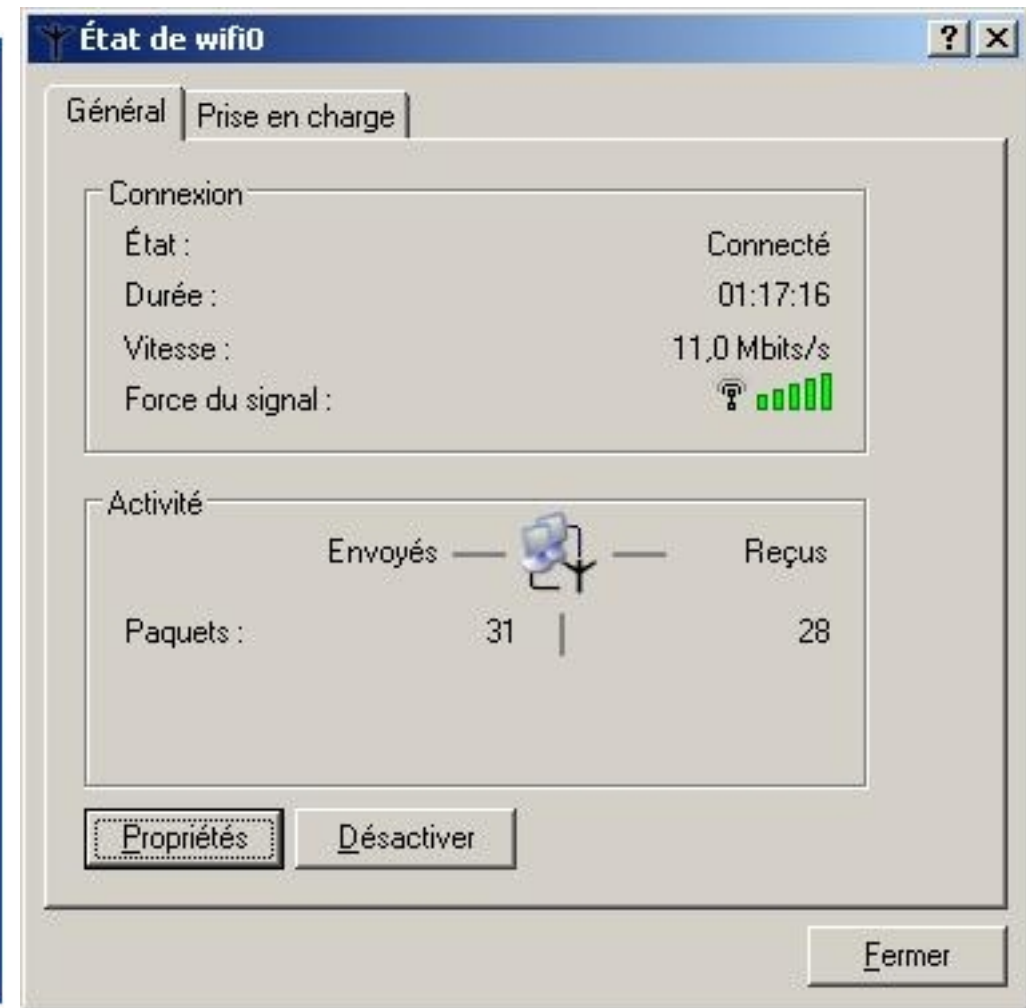 État de wifi0
Général
Prise en charge
Connexion
État : Connecté
Durée : 01:17:16
Vitesse : 11,0 Mbits/s
Force du signal :
Activité
Envoyés Reçus
Paquets : 31 28
Propriétés
Désactiver
Fermer